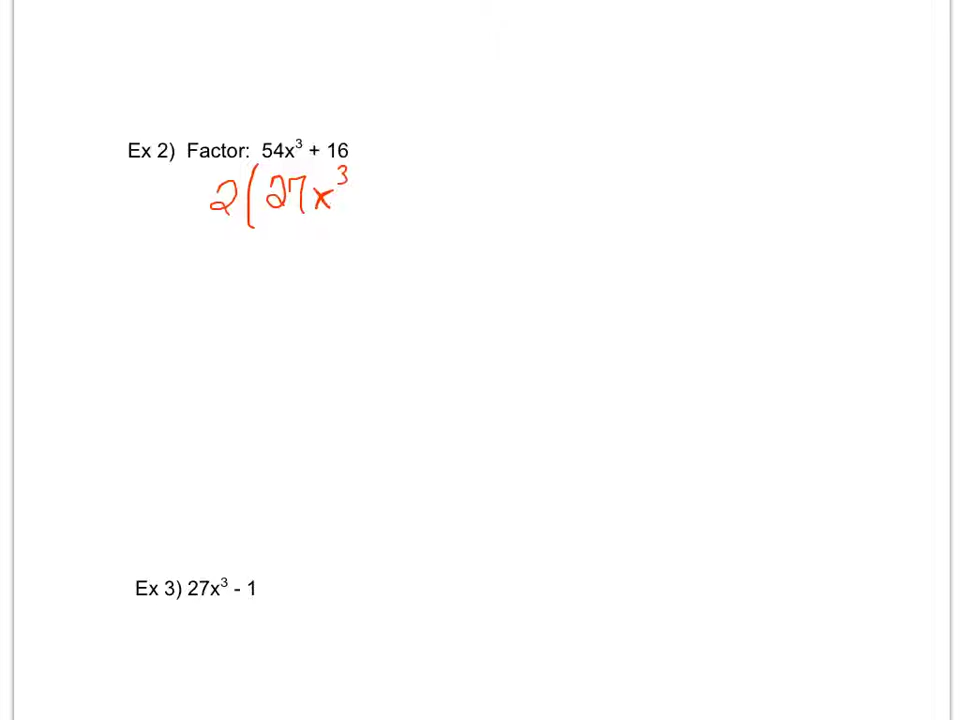 Ex 2)  Factor:  54x³ + 16
2(27x³
Ex 3) 27x³ - 1